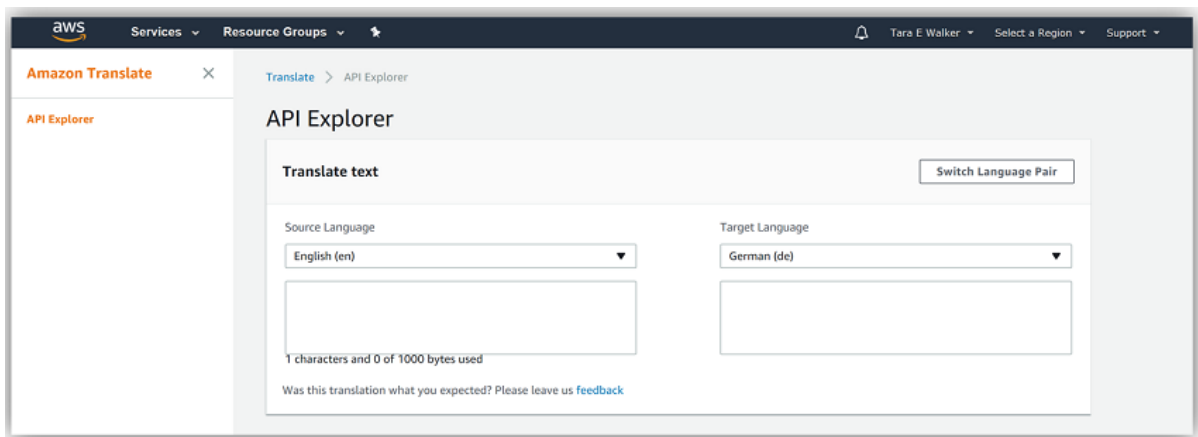 aws Services Resource Groups Tara E Walker Select a Region Support
Amazon Translate
API Explorer
Translate > API Explorer
API Explorer
Translate text Switch Language Pair
Source Language Target Language
English (en) German (de)
1 characters and 0 of 1000 bytes used
Was this translation what you expected? Please leave us feedback